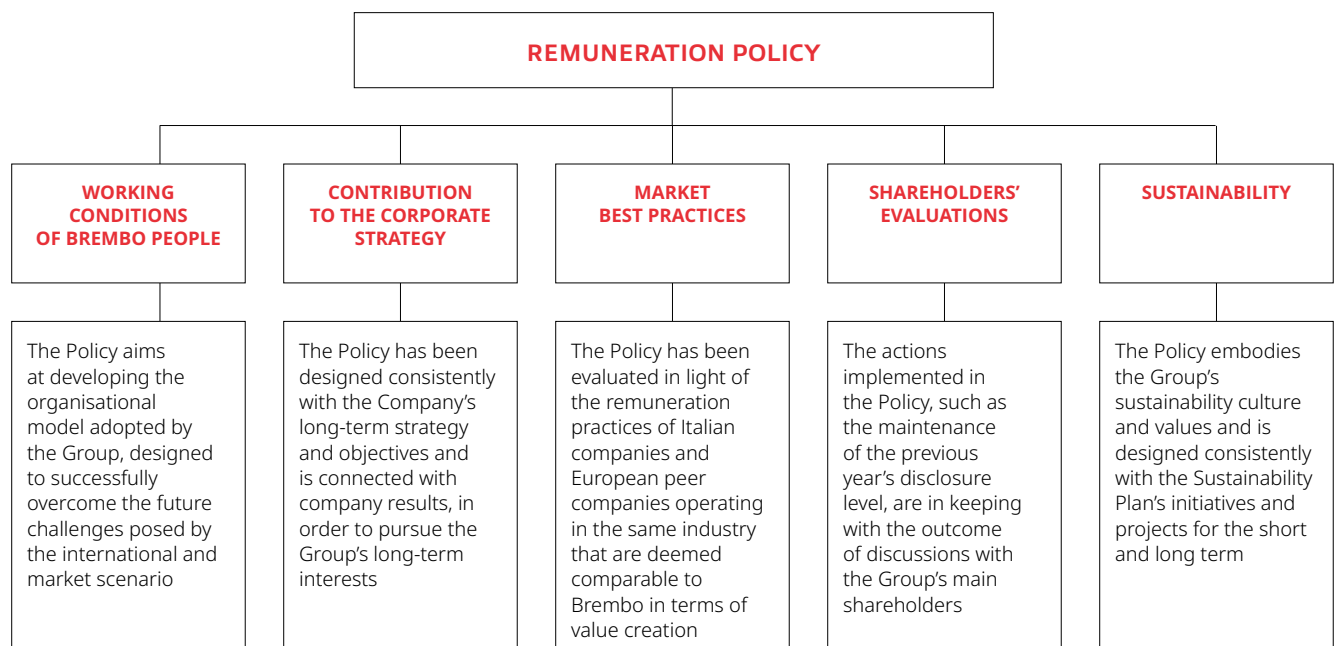 REMUNERATION POLICY
WORKING
CONDITIONS
OF BREMBO PEOPLE
CONTRIBUTION
TO THE CORPORATE
STRATEGY
MARKET
BEST PRACTICES
SHAREHOLDERS’
EVALUATIONS
SUSTAINABILITY
The Policy aims
at developing the
organisational
model adopted by
the Group, designed
to successfully
overcome the future
challenges posed by
the international and
market scenario
The Policy has been
designed consistently
with the Company’s
long-term strategy
and objectives and
is connected with
company results, in
order to pursue the
Group’s long-term
interests
The Policy has been
evaluated in light of
the remuneration
practices of Italian
companies and
European peer
companies operating
in the same industry
that are deemed
comparable to
Brembo in terms of
value creation
The actions
implemented in
the Policy, such as
the maintenance
of the previous
year’s disclosure
level, are in keeping
with the outcome
of discussions with
the Group’s main
shareholders
The Policy embodies
the Group’s
sustainability culture
and values and is
designed consistently
with the Sustainability
Plan’s initiatives and
projects for the short
and long term